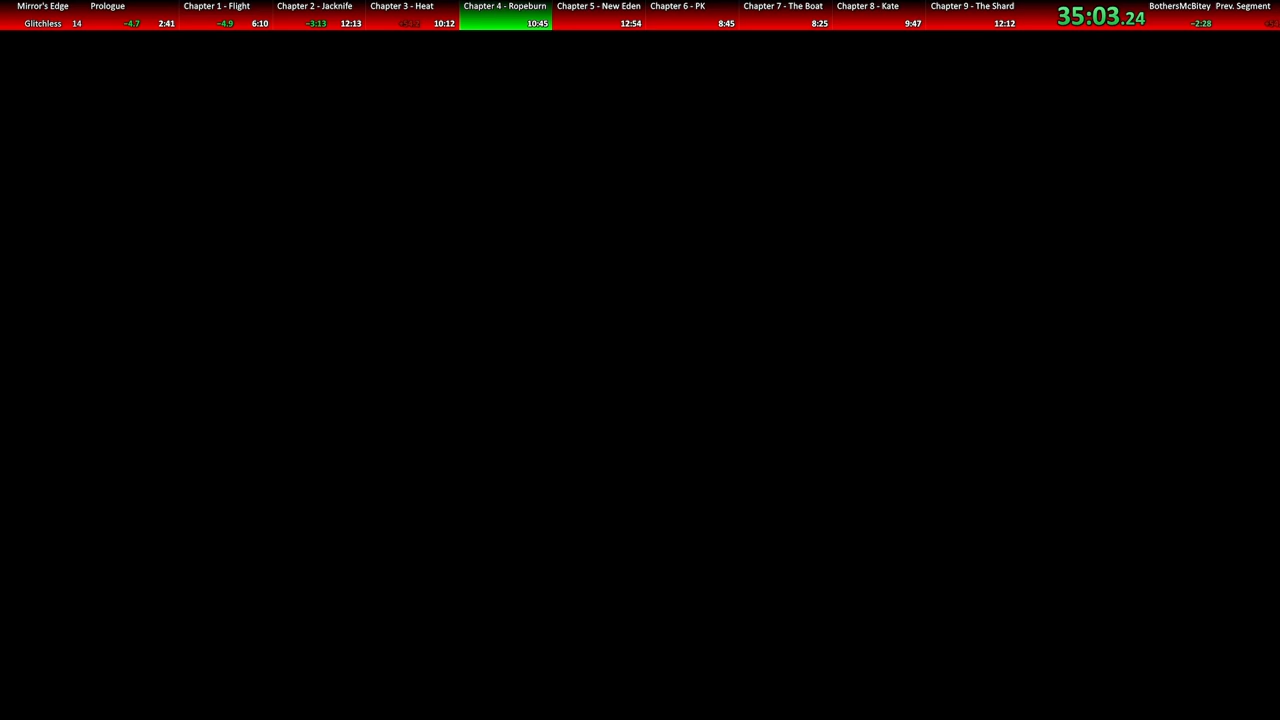 Mirror's Edge Prologue Chapter 1 - Flight Chapter 2 - Jacknife Chapter 3 - Heat Chapter 4 - Ropeburn Chapter 5 - New Eden Chapter 6 - PK Chapter 7 - The Boat Chapter 8 - Kate Chapter 9 - The Shard 35:03.24 BothersMcBitey Prev. Segment
Glitchless 14 −4.7 2:41 −4.9 6:10 −3:13 12:13 10:12 10:45 12:54 8:45 8:25 9:47 12:12 −2:28